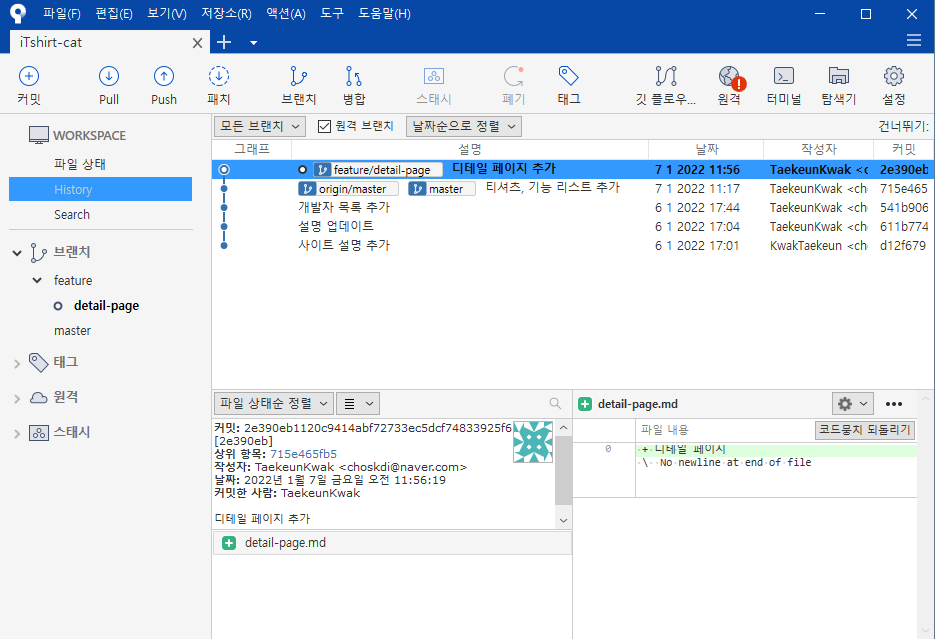 파일(F) 편집(E) 보기(V) 저장소(R) 액션(A) 도구 도움말(H)
iTshirt-cat
커밋 Pull Push 패치 브랜치 병합 스태시 폐기 태그 깃 플로우... 원격 터미널 탐색기 설정
WORKSPACE
파일 상태
History
Search
브랜치
feature
detail-page
master
태그
원격
스태시
모든 브랜치 원격 브랜치 날짜순으로 정렬 건너뛰기:
그래프 설명 날짜 작성자 커밋
feature/detail-page 디테일 페이지 추가 7 1 2022 11:56 TaekeunKwak <c 2e390eb
origin/master master 티셔츠, 기능 리스트 추가 7 1 2022 11:17 TaekeunKwak <cho 715e465
개발자 목록 추가 6 1 2022 17:44 TaekeunKwak <cho 541b906
설명 업데이트 6 1 2022 17:04 TaekeunKwak <cho 611b774
사이트 설명 추가 6 1 2022 17:01 KwakTaekeun <cho d12f679
파일 상태순 정렬
커밋: 2e390eb1120c9414abf72733ec5dcf74833925f6
[2e390eb]
상위 항목: 715e465fb5
작성자: TaekeunKwak <choskdi@naver.com>
날짜: 2022년 1월 7일 금요일 오전 11:56:19
커밋한 사람: TaekeunKwak
디테일 페이지 추가
detail-page.md
detail-page.md
파일 내용 코드뭉치 되돌리기
0 + 디테일 페이지
\ No newline at end of file